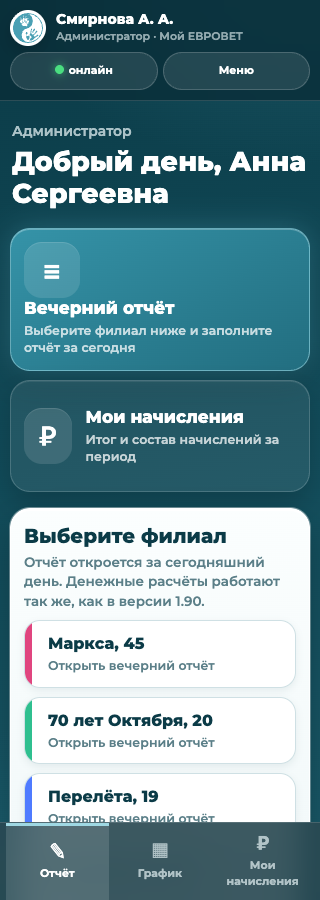 Смирнова А. А.
Администратор · Мой ЕВРОВЕТ
онлайн
Меню
Администратор
Добрый день, Анна
Сергеевна
Вечерний отчёт
Выберите филиал ниже и заполните
отчёт за сегодня
₽
Мои начисления
Итог и состав начислений за
период
Выберите филиал
Отчёт откроется за сегодняшний
день. Денежные расчёты работают
так же, как в версии 1.90.
Маркса, 45
Открыть вечерний отчёт
70 лет Октября, 20
Открыть вечерний отчёт
Перелёта, 19
Открыть вечерний отчёт
Отчёт
График
₽
Мои
начисления